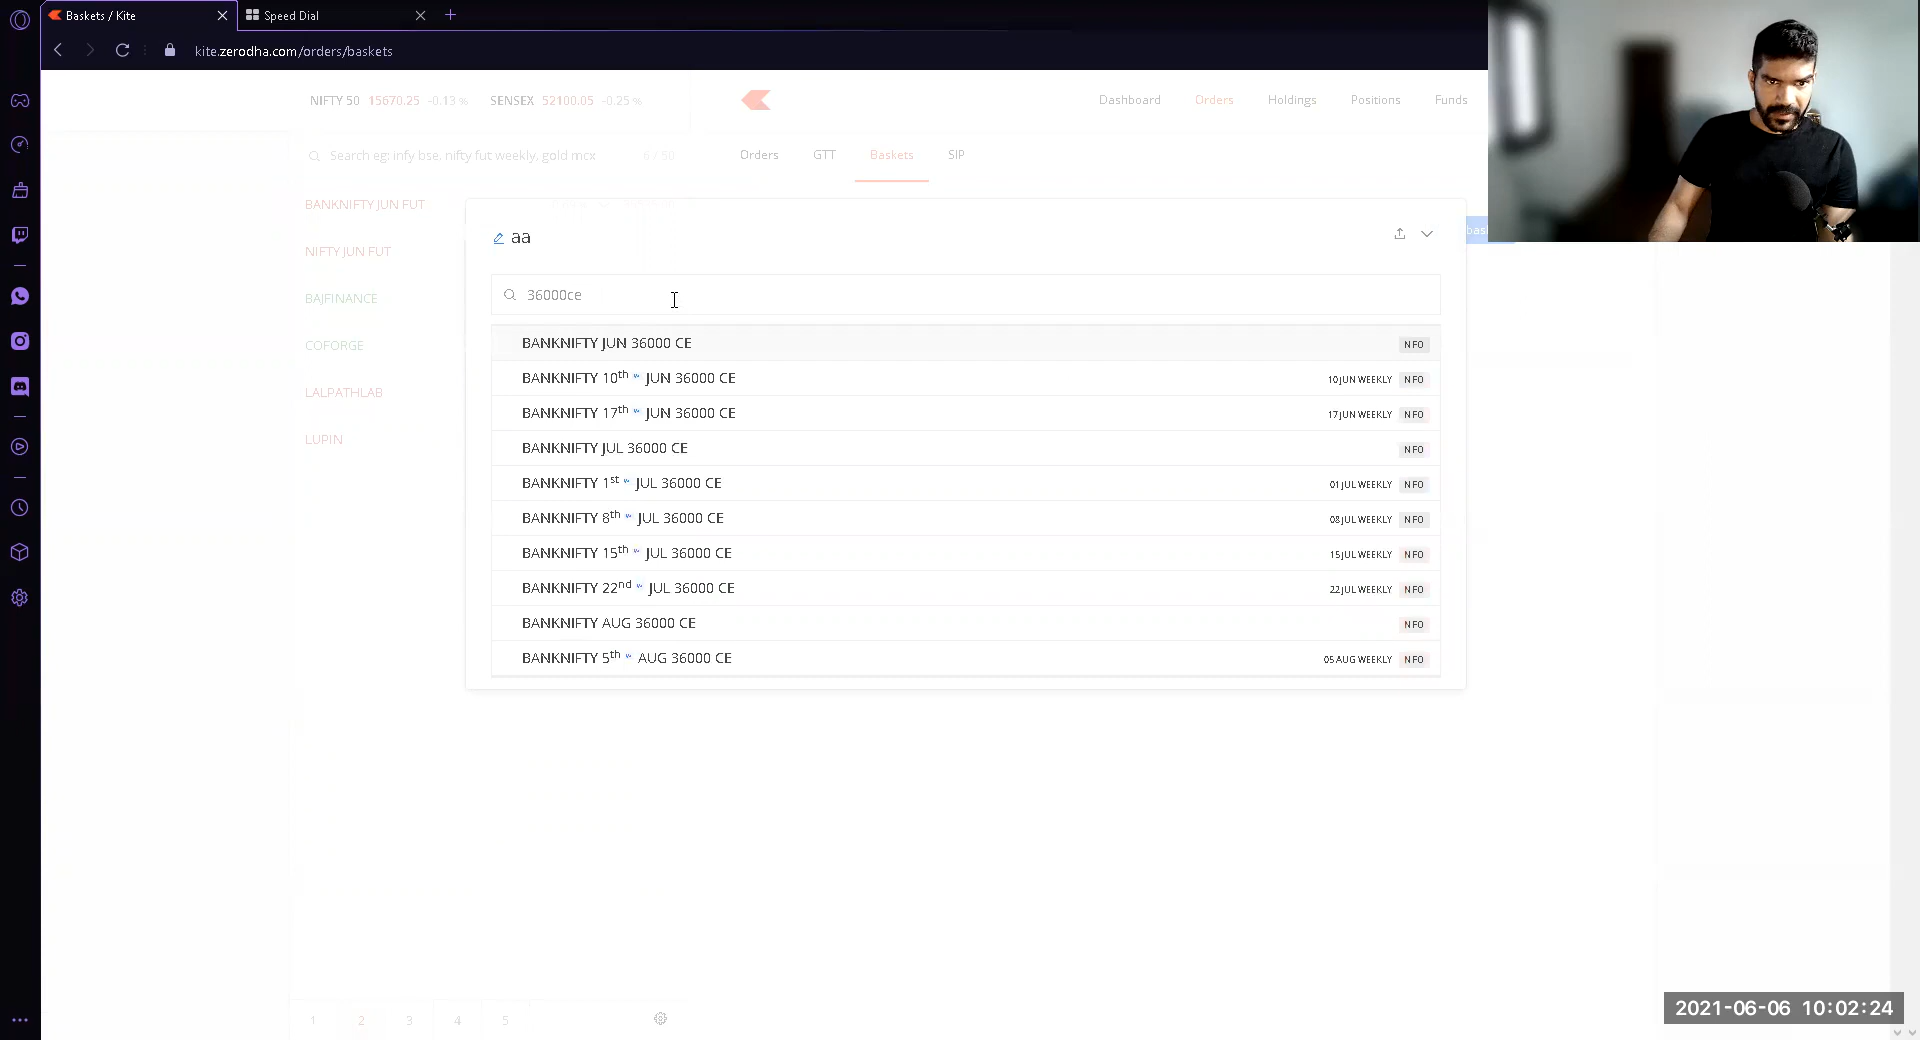 Baskets / Kite
Speed Dial
kite.zerodha.com/orders/baskets
NIFTY 50 15670.25 -0.13 % SENSEX 52100.05 -0.25 %
Dashboard Orders Holdings Positions Funds
Search eg: infy bse, nifty fut weekly, gold mcx 6 / 50
Orders GTT Baskets SIP
BANKNIFTY JUN FUT
NIFTY JUN FUT
BAJFINANCE
COFORGE
LALPATHLAB
LUPIN
aa
36000ce
BANKNIFTY JUN 36000 CE NFO
BANKNIFTY 10th w JUN 36000 CE 10 JUN WEEKLY NFO
BANKNIFTY 17th w JUN 36000 CE 17 JUN WEEKLY NFO
BANKNIFTY JUL 36000 CE NFO
BANKNIFTY 1st w JUL 36000 CE 01 JUL WEEKLY NFO
BANKNIFTY 8th w JUL 36000 CE 08 JUL WEEKLY NFO
BANKNIFTY 15th w JUL 36000 CE 15 JUL WEEKLY NFO
BANKNIFTY 22nd w JUL 36000 CE 22 JUL WEEKLY NFO
BANKNIFTY AUG 36000 CE NFO
BANKNIFTY 5th w AUG 36000 CE 05 AUG WEEKLY NFO
1 2 3 4 5
2021-06-06 10:02:24